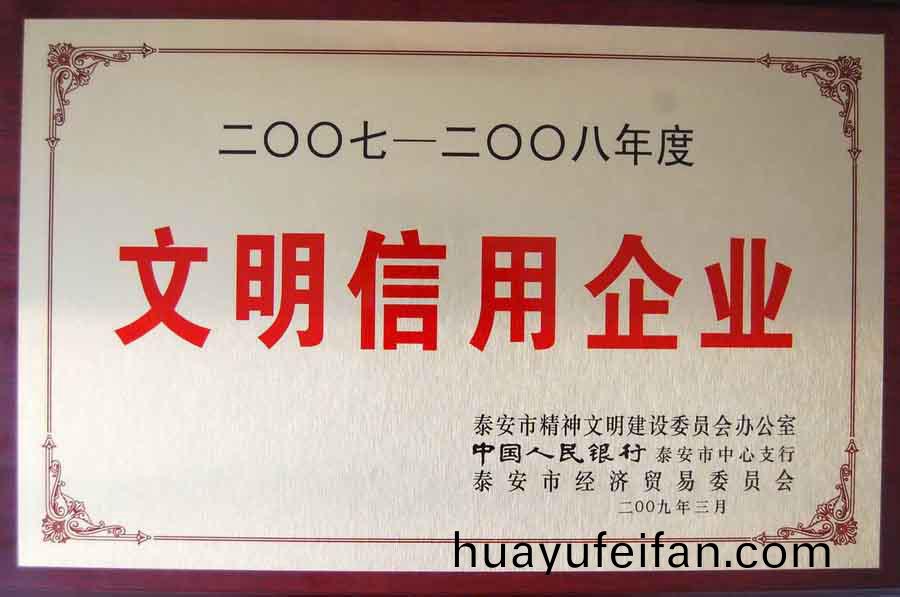 二〇〇七—二〇〇八年度
文明信用企业
泰安市精神文明建设委员会办公室
中国人民银行 泰安市中心支行
泰安市经济贸易委员会
二〇〇九年三月
huayufeifan.com